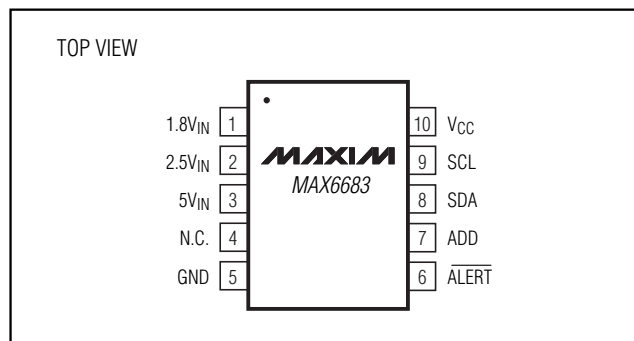 TOP VIEW
1.8VIN 1 10 VCC
2.5VIN 2 MAXIM 9 SCL
MAX6683
5VIN 3 8 SDA
N.C. 4 7 ADD
GND 5 6 ALERT